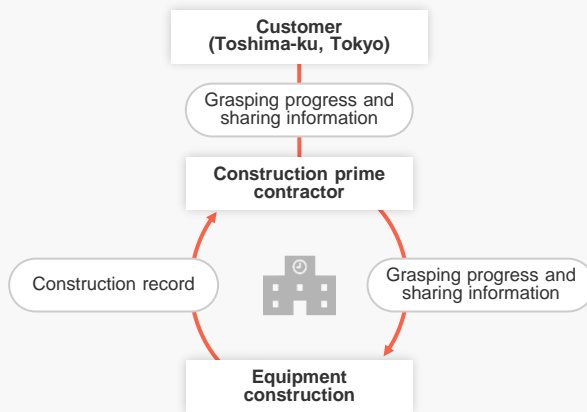 Customer
(Toshima-ku, Tokyo)
Grasping progress and
sharing information
Construction prime
contractor
Construction record
Grasping progress and
sharing information
Equipment
construction